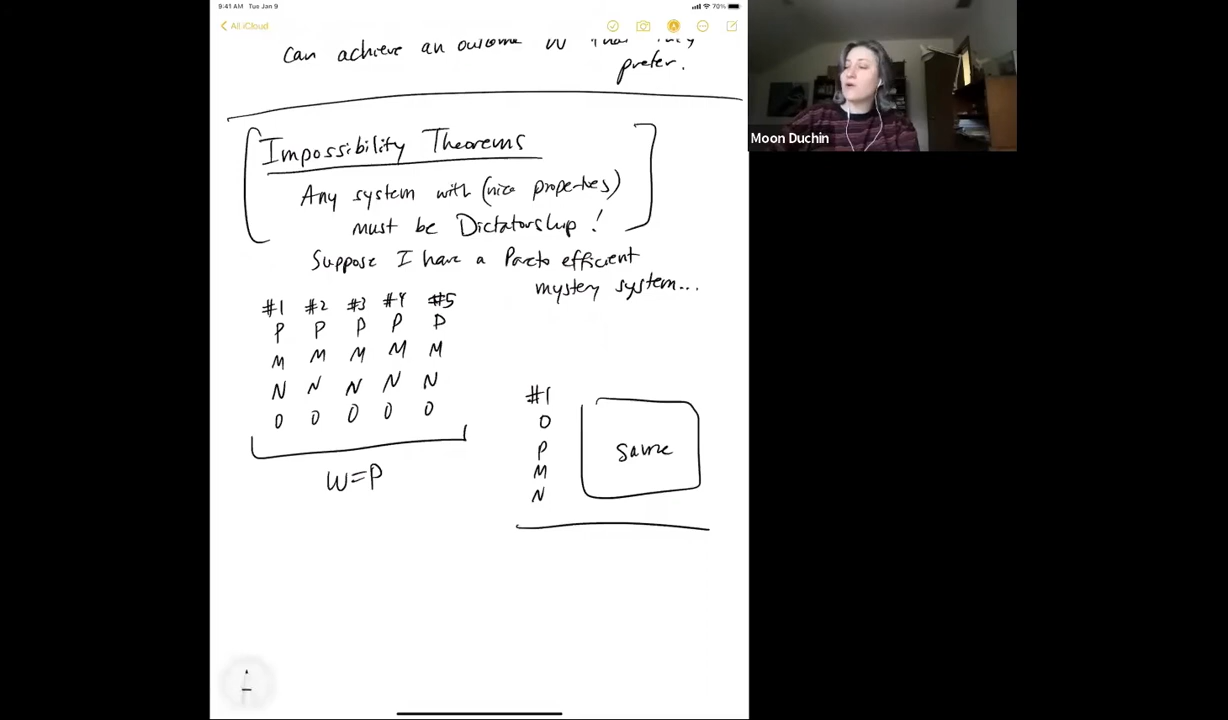 9:41 AM Tue Jan 9
70%
All iCloud
can achieve an outcome W that they
prefer.
Impossibility Theorems
Any system with (nice properties)
must be Dictatorship!
Suppose I have a Pareto efficient
mystery system...
#1 #2 #3 #4 #5
P P P P P
M M M M M
N N N N N
O O O O O
W=P
#1
O
P
M
N
same
Moon Duchin